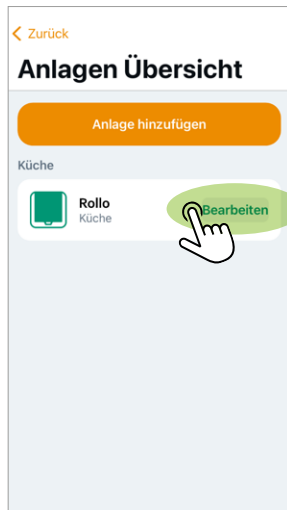 Zurück
Anlagen Übersicht
Anlage hinzufügen
Küche
Rollo
Küche
Bearbeiten